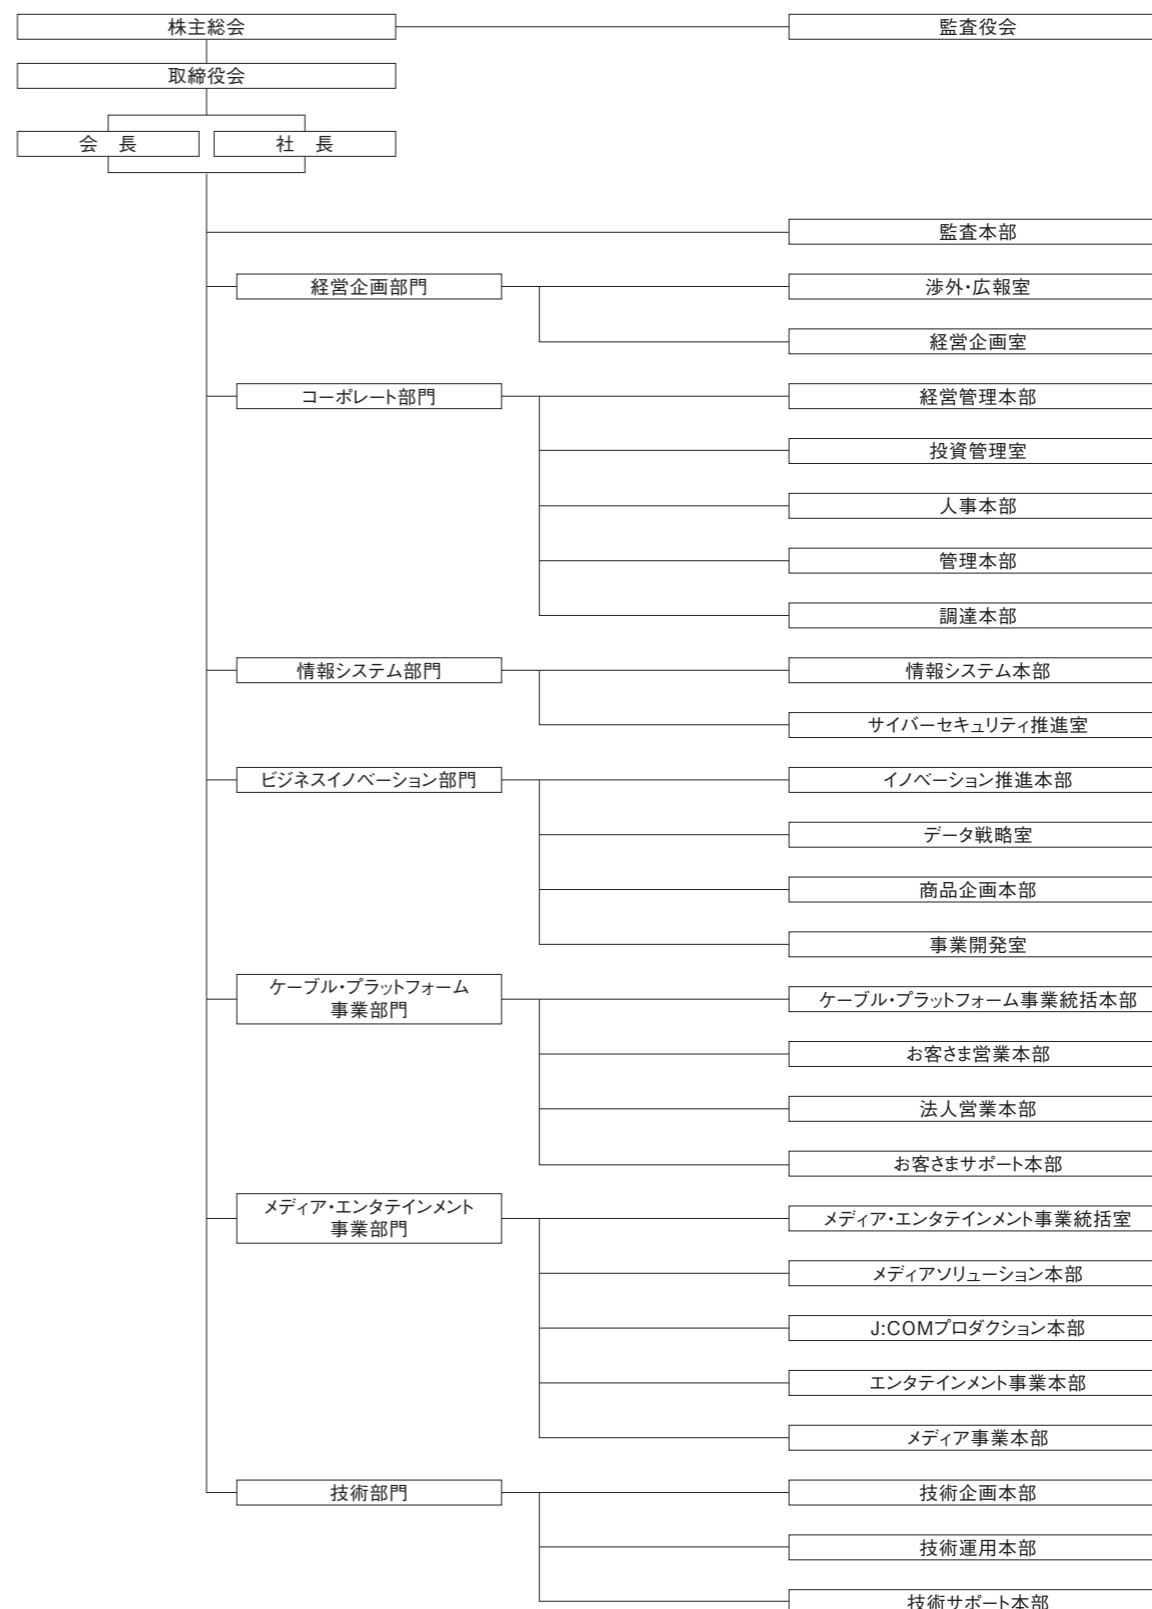 株主総会
監査役会
取締役会
会 長
社 長
監査本部
経営企画部門
渉外・広報室
経営企画室
コーポレート部門
経営管理本部
投資管理室
人事本部
管理本部
調達本部
情報システム部門
情報システム本部
サイバーセキュリティ推進室
ビジネスイノベーション部門
イノベーション推進本部
データ戦略室
商品企画本部
事業開発室
ケーブル・プラットフォーム
事業部門
ケーブル・プラットフォーム事業統括本部
お客さま営業本部
法人営業本部
お客さまサポート本部
メディア・エンタテインメント
事業部門
メディア・エンタテインメント事業統括室
メディアソリューション本部
J:COMプロダクション本部
エンタテインメント事業本部
メディア事業本部
技術部門
技術企画本部
技術運用本部
技術サポート本部